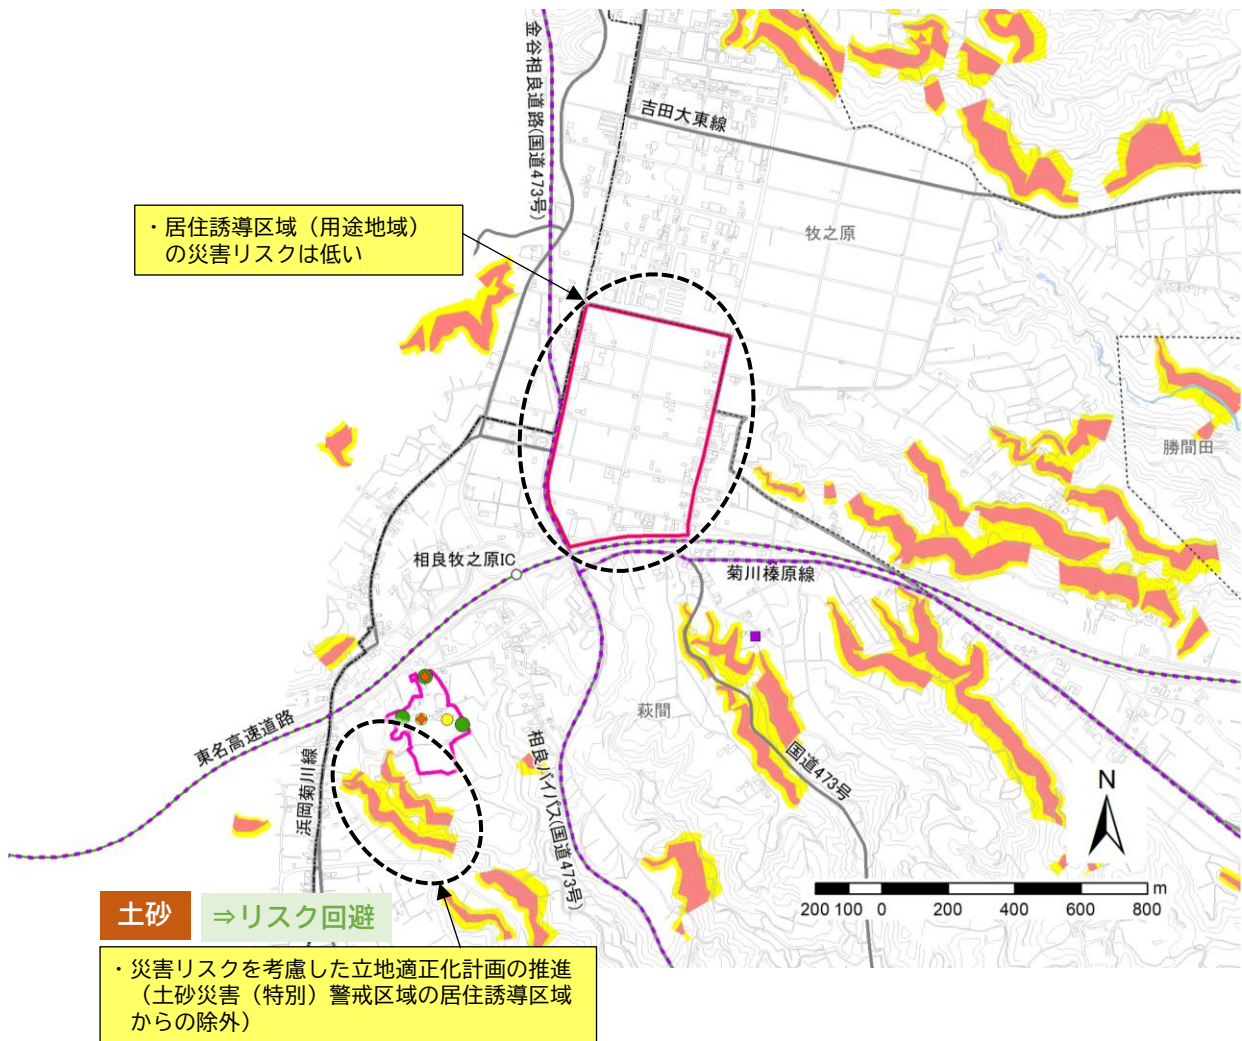 金谷相良道路(国道473号)
吉田大東線
・居住誘導区域（用途地域）
の災害リスクは低い
牧之原
勝間田
相良牧之原IC
菊川榛原線
萩間
東名高速道路
浜岡菊川線
相良バイパス(国道473号)
国道473号
N
m
200 100 0 200 400 600 800
土砂
⇒リスク回避
・災害リスクを考慮した立地適正化計画の推進
（土砂災害（特別）警戒区域の居住誘導区域
からの除外）